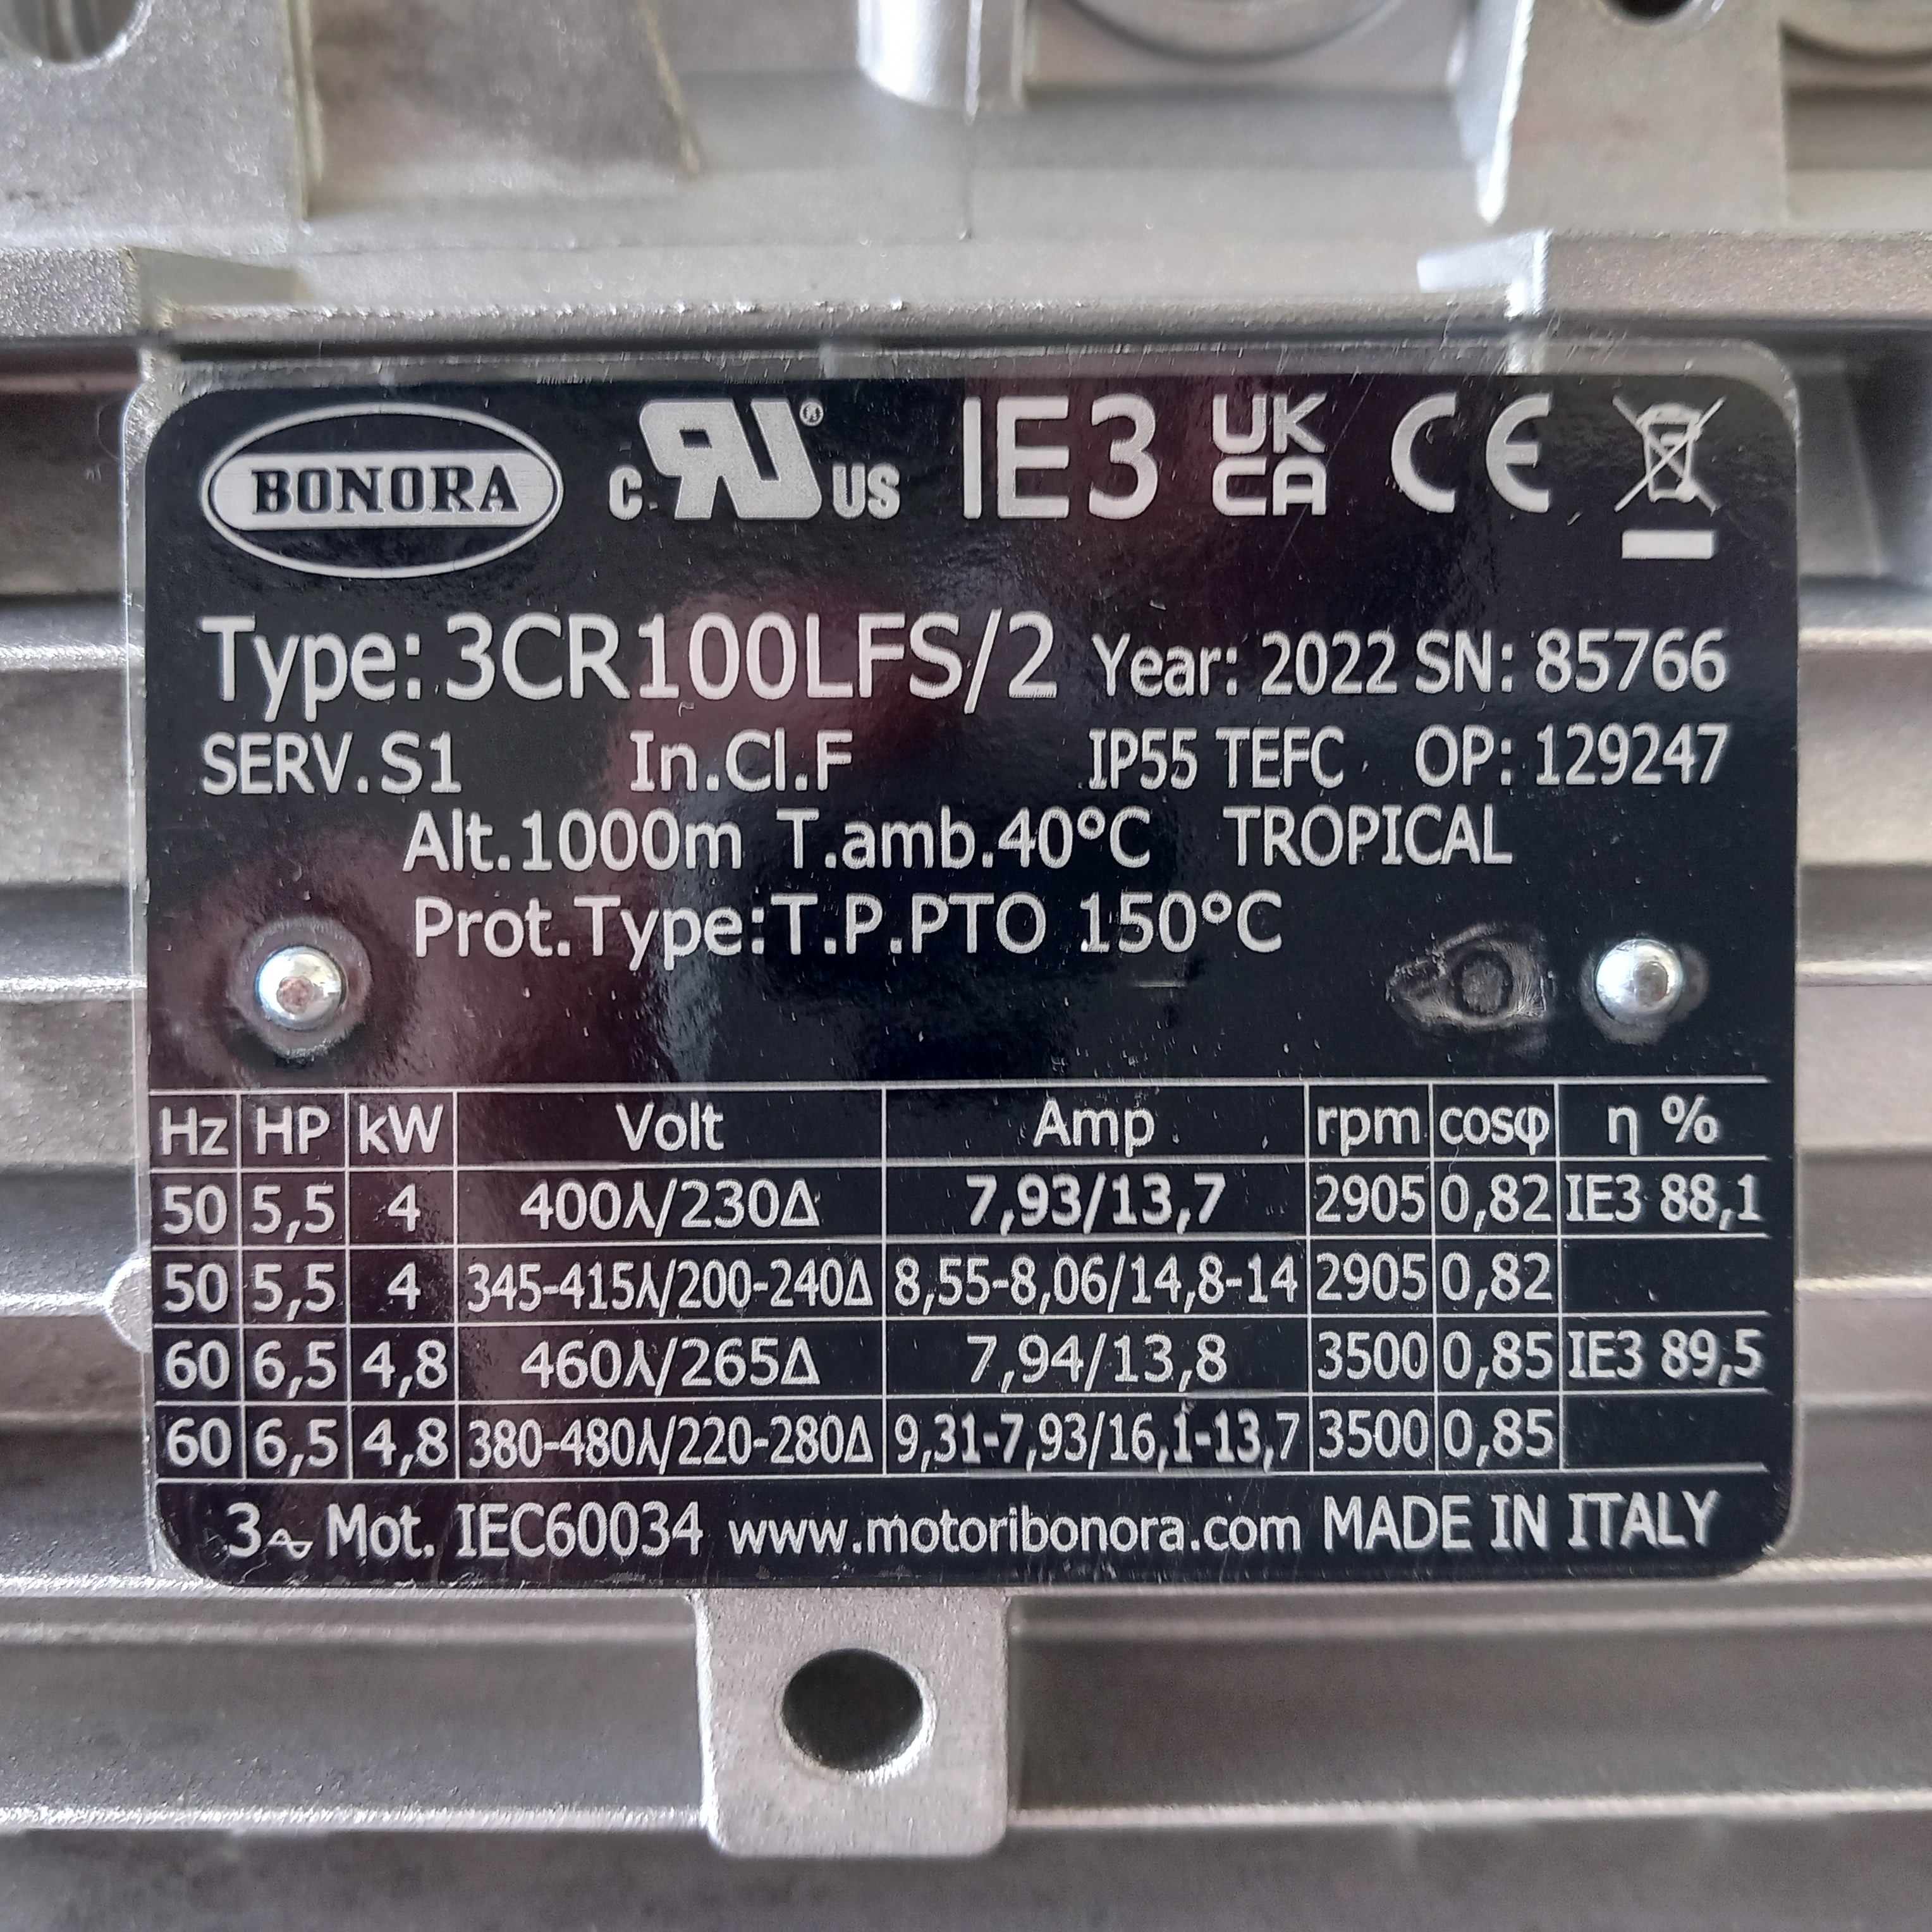 BONORA
c RU® US IE3 UK CA CE
Type: 3CR100LFS/2 Year: 2022 SN: 85766
SERV.S1 In.Cl.F IP55 TEFC OP: 129247
Alt.1000m T.amb.40°C TROPICAL
Prot.Type:T.P.PTO 150°C
Hz HP kW Volt Amp rpm cosφ η %
50 5,5 4 400⅄/230Δ 7,93/13,7 2905 0,82 IE3 88,1
50 5,5 4 345-415⅄/200-240Δ 8,55-8,06/14,8-14 2905 0,82
60 6,5 4,8 460⅄/265Δ 7,94/13,8 3500 0,85 IE3 89,5
60 6,5 4,8 380-480⅄/220-280Δ 9,31-7,93/16,1-13,7 3500 0,85
3~ Mot. IEC60034 www.motoribonora.com MADE IN ITALY